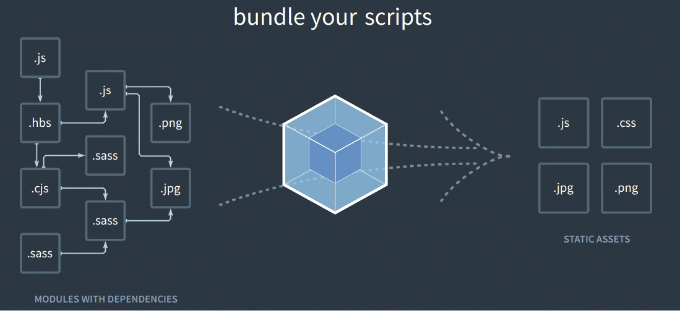 bundle your scripts
.js
.js
.hbs
.png
.sass
.cjs
.jpg
.sass
.sass
MODULES WITH DEPENDENCIES
.js
.css
.jpg
.png
STATIC ASSETS